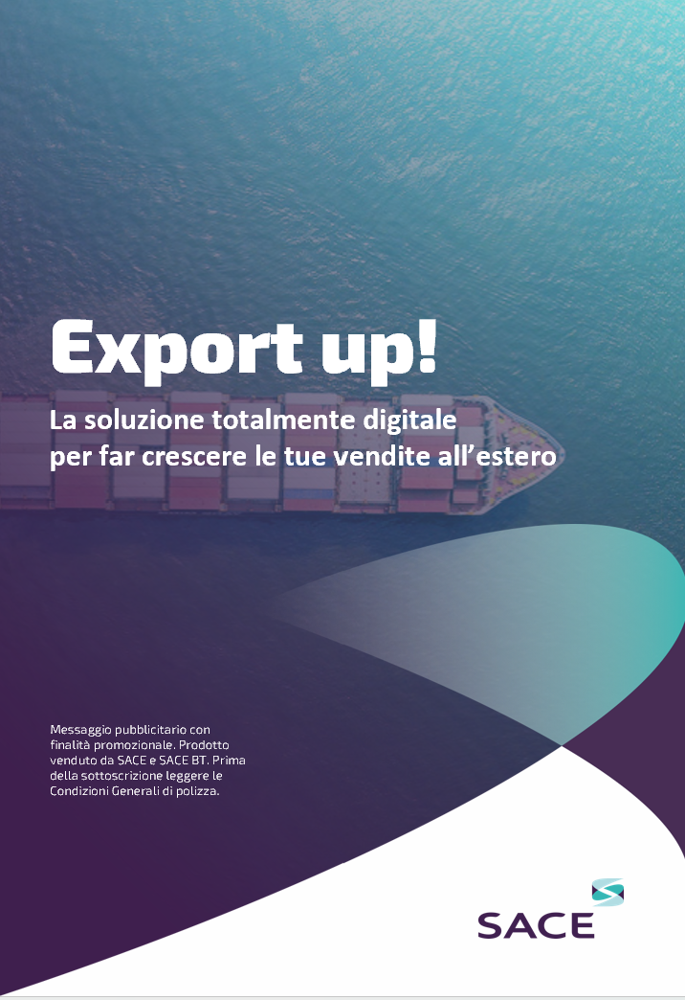 Export up!
La soluzione totalmente digitale
per far crescere le tue vendite all’estero
Messaggio pubblicitario con
finalità promozionale. Prodotto
venduto da SACE e SACE BT. Prima
della sottoscrizione leggere le
Condizioni Generali di polizza.
SACE